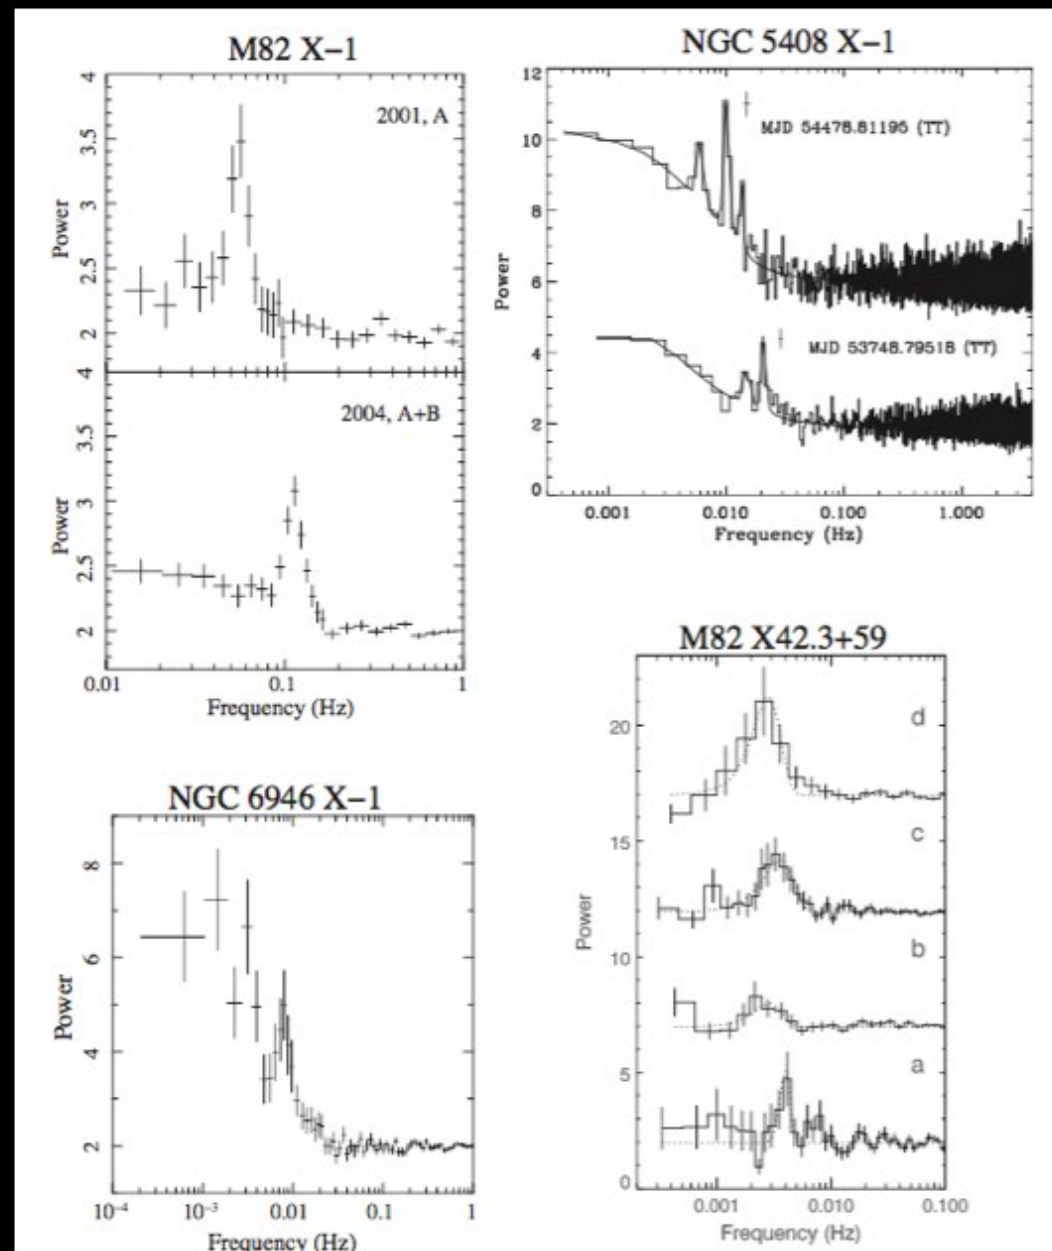 M82 X-1
4
3.5
3
2.5
2
Power
2001, A
4
3.5
3
2.5
2
Power
2004, A+B
0.01 0.1 1
Frequency (Hz)
NGC 5408 X-1
12
10
8
6
4
2
0
Power
MJD 54478.81195 (TT)
MJD 53748.79518 (TT)
0.001 0.010 0.100 1.000
Frequency (Hz)
NGC 6946 X-1
8
6
4
2
Power
10⁻⁴ 10⁻³ 0.01 0.1 1
Frequency (Hz)
M82 X42.3+59
20
15
10
5
0
Power
d
c
b
a
0.001 0.010 0.100
Frequency (Hz)